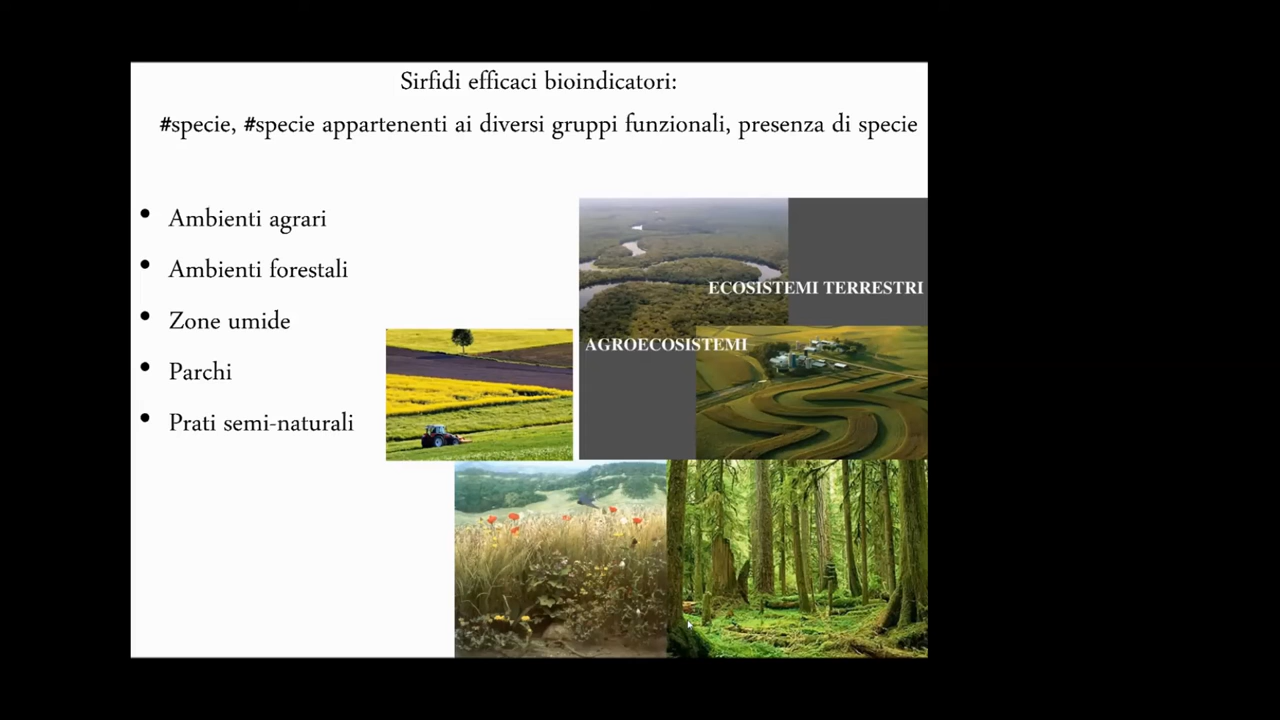 Sirfidi efficaci bioindicatori:
#specie, #specie appartenenti ai diversi gruppi funzionali, presenza di specie
• Ambienti agrari
• Ambienti forestali
• Zone umide
• Parchi
• Prati semi-naturali
ECOSISTEMI TERRESTRI
AGROECOSISTEMI